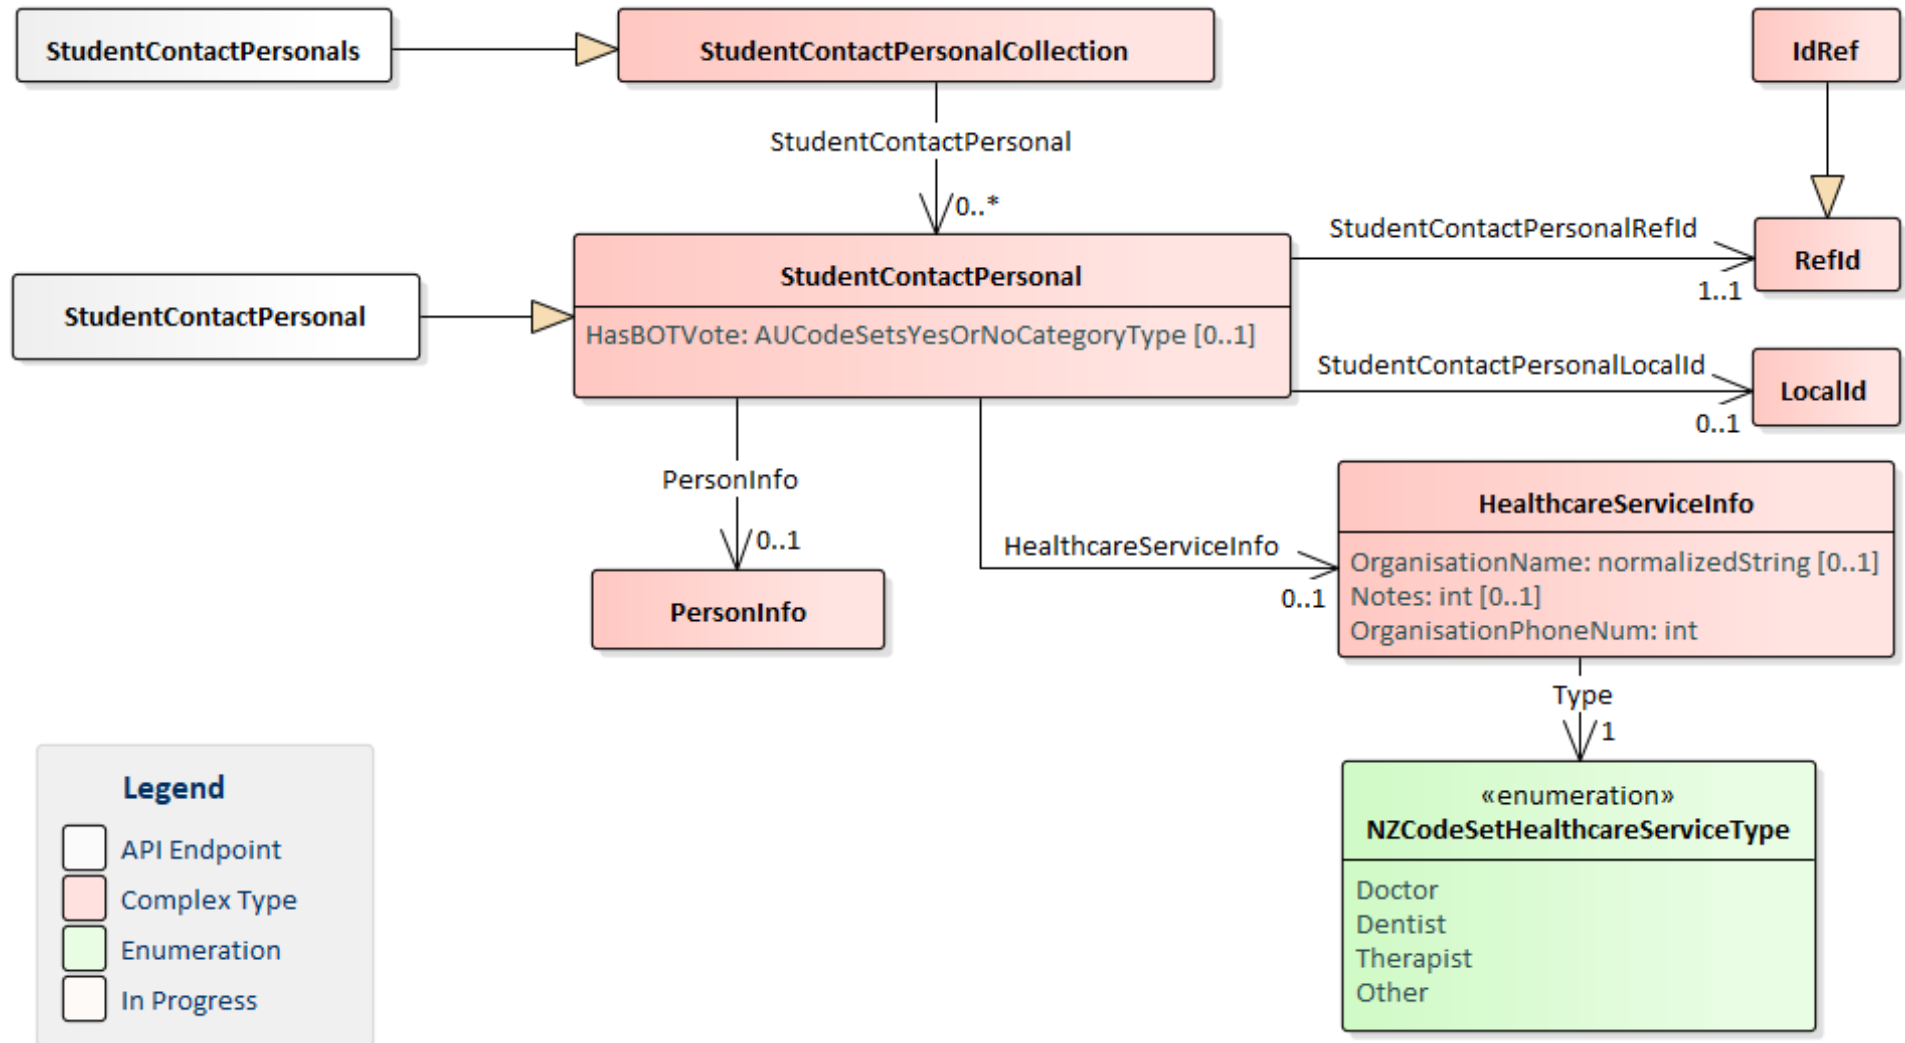 StudentContactPersonals
StudentContactPersonalCollection
IdRef
StudentContactPersonal
0..*
StudentContactPersonalRefId
1..1
RefId
StudentContactPersonal
StudentContactPersonal
HasBOTVote: AUCodeSetsYesOrNoCategoryType [0..1]
StudentContactPersonalLocalId
0..1
LocalId
PersonInfo
0..1
PersonInfo
HealthcareServiceInfo
0..1
HealthcareServiceInfo
OrganisationName: normalizedString [0..1]
Notes: int [0..1]
OrganisationPhoneNum: int
Type
1
«enumeration»
NZCodeSetHealthcareServiceType
Doctor
Dentist
Therapist
Other
Legend
API Endpoint
Complex Type
Enumeration
In Progress